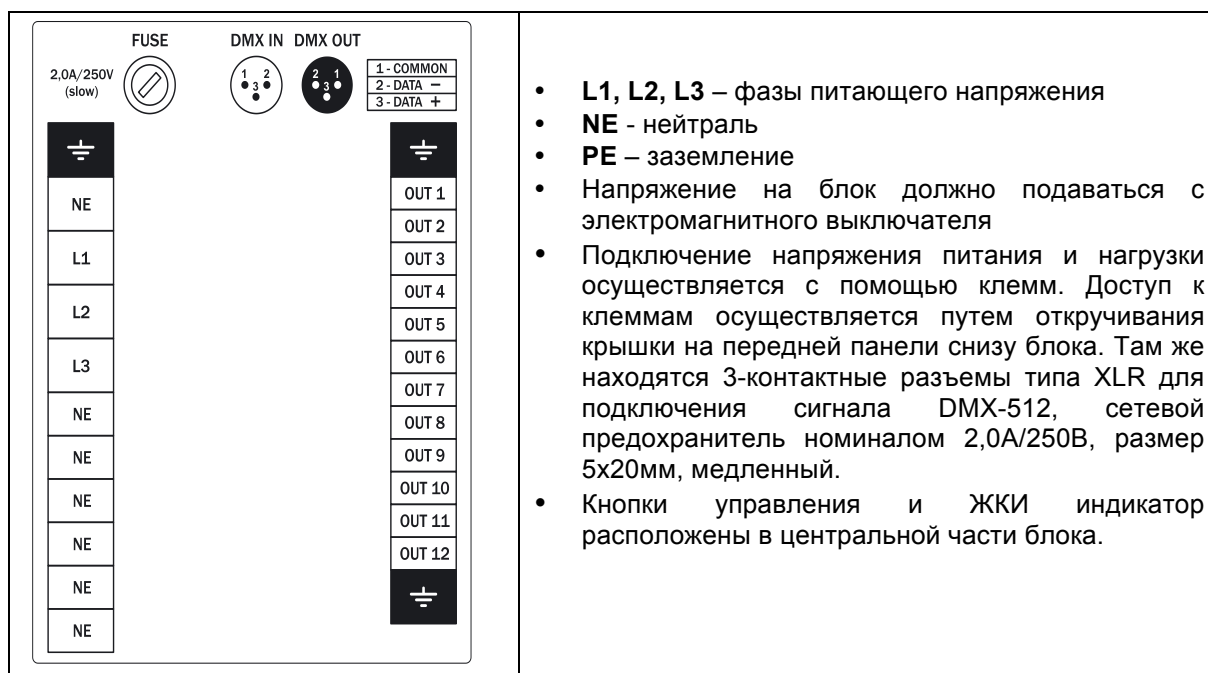 FUSE
DMX IN DMX OUT
2,0A/250V
(slow)
1 2
3
2 1
3
1 - COMMON
2 - DATA −
3 - DATA +
NE
L1
L2
L3
NE
NE
NE
NE
NE
NE
OUT 1
OUT 2
OUT 3
OUT 4
OUT 5
OUT 6
OUT 7
OUT 8
OUT 9
OUT 10
OUT 11
OUT 12
• L1, L2, L3 – фазы питающего напряжения
• NE - нейтраль
• PE – заземление
• Напряжение на блок должно подаваться с
электромагнитного выключателя
• Подключение напряжения питания и нагрузки
осуществляется с помощью клемм. Доступ к
клеммам осуществляется путем откручивания
крышки на передней панели снизу блока. Там же
находятся 3-контактные разъемы типа XLR для
подключения сигнала DMX-512, сетевой
предохранитель номиналом 2,0А/250В, размер
5х20мм, медленный.
• Кнопки управления и ЖКИ индикатор
расположены в центральной части блока.